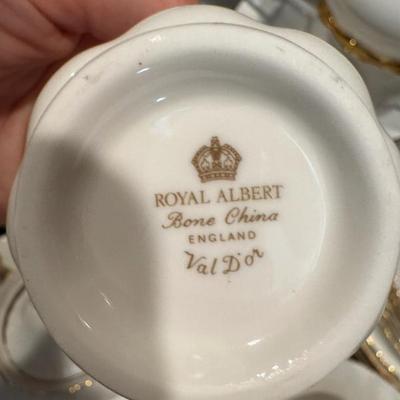 ROYAL ALBERT
Bone China
ENGLAND
Val D'or